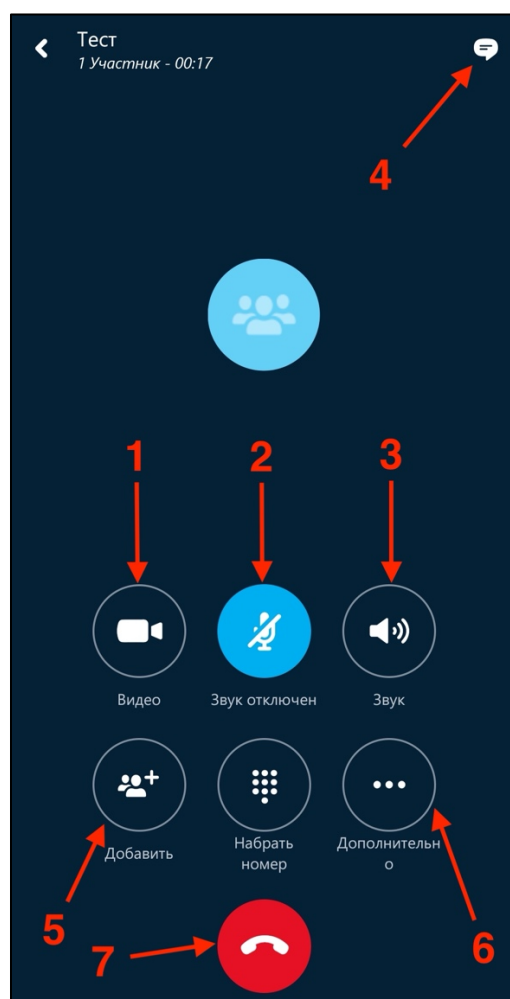 Тест
1 Участник - 00:17
4
1 2 3
Видео Звук отключен Звук
Добавить Набрать номер Дополнительн
о
5 6
7